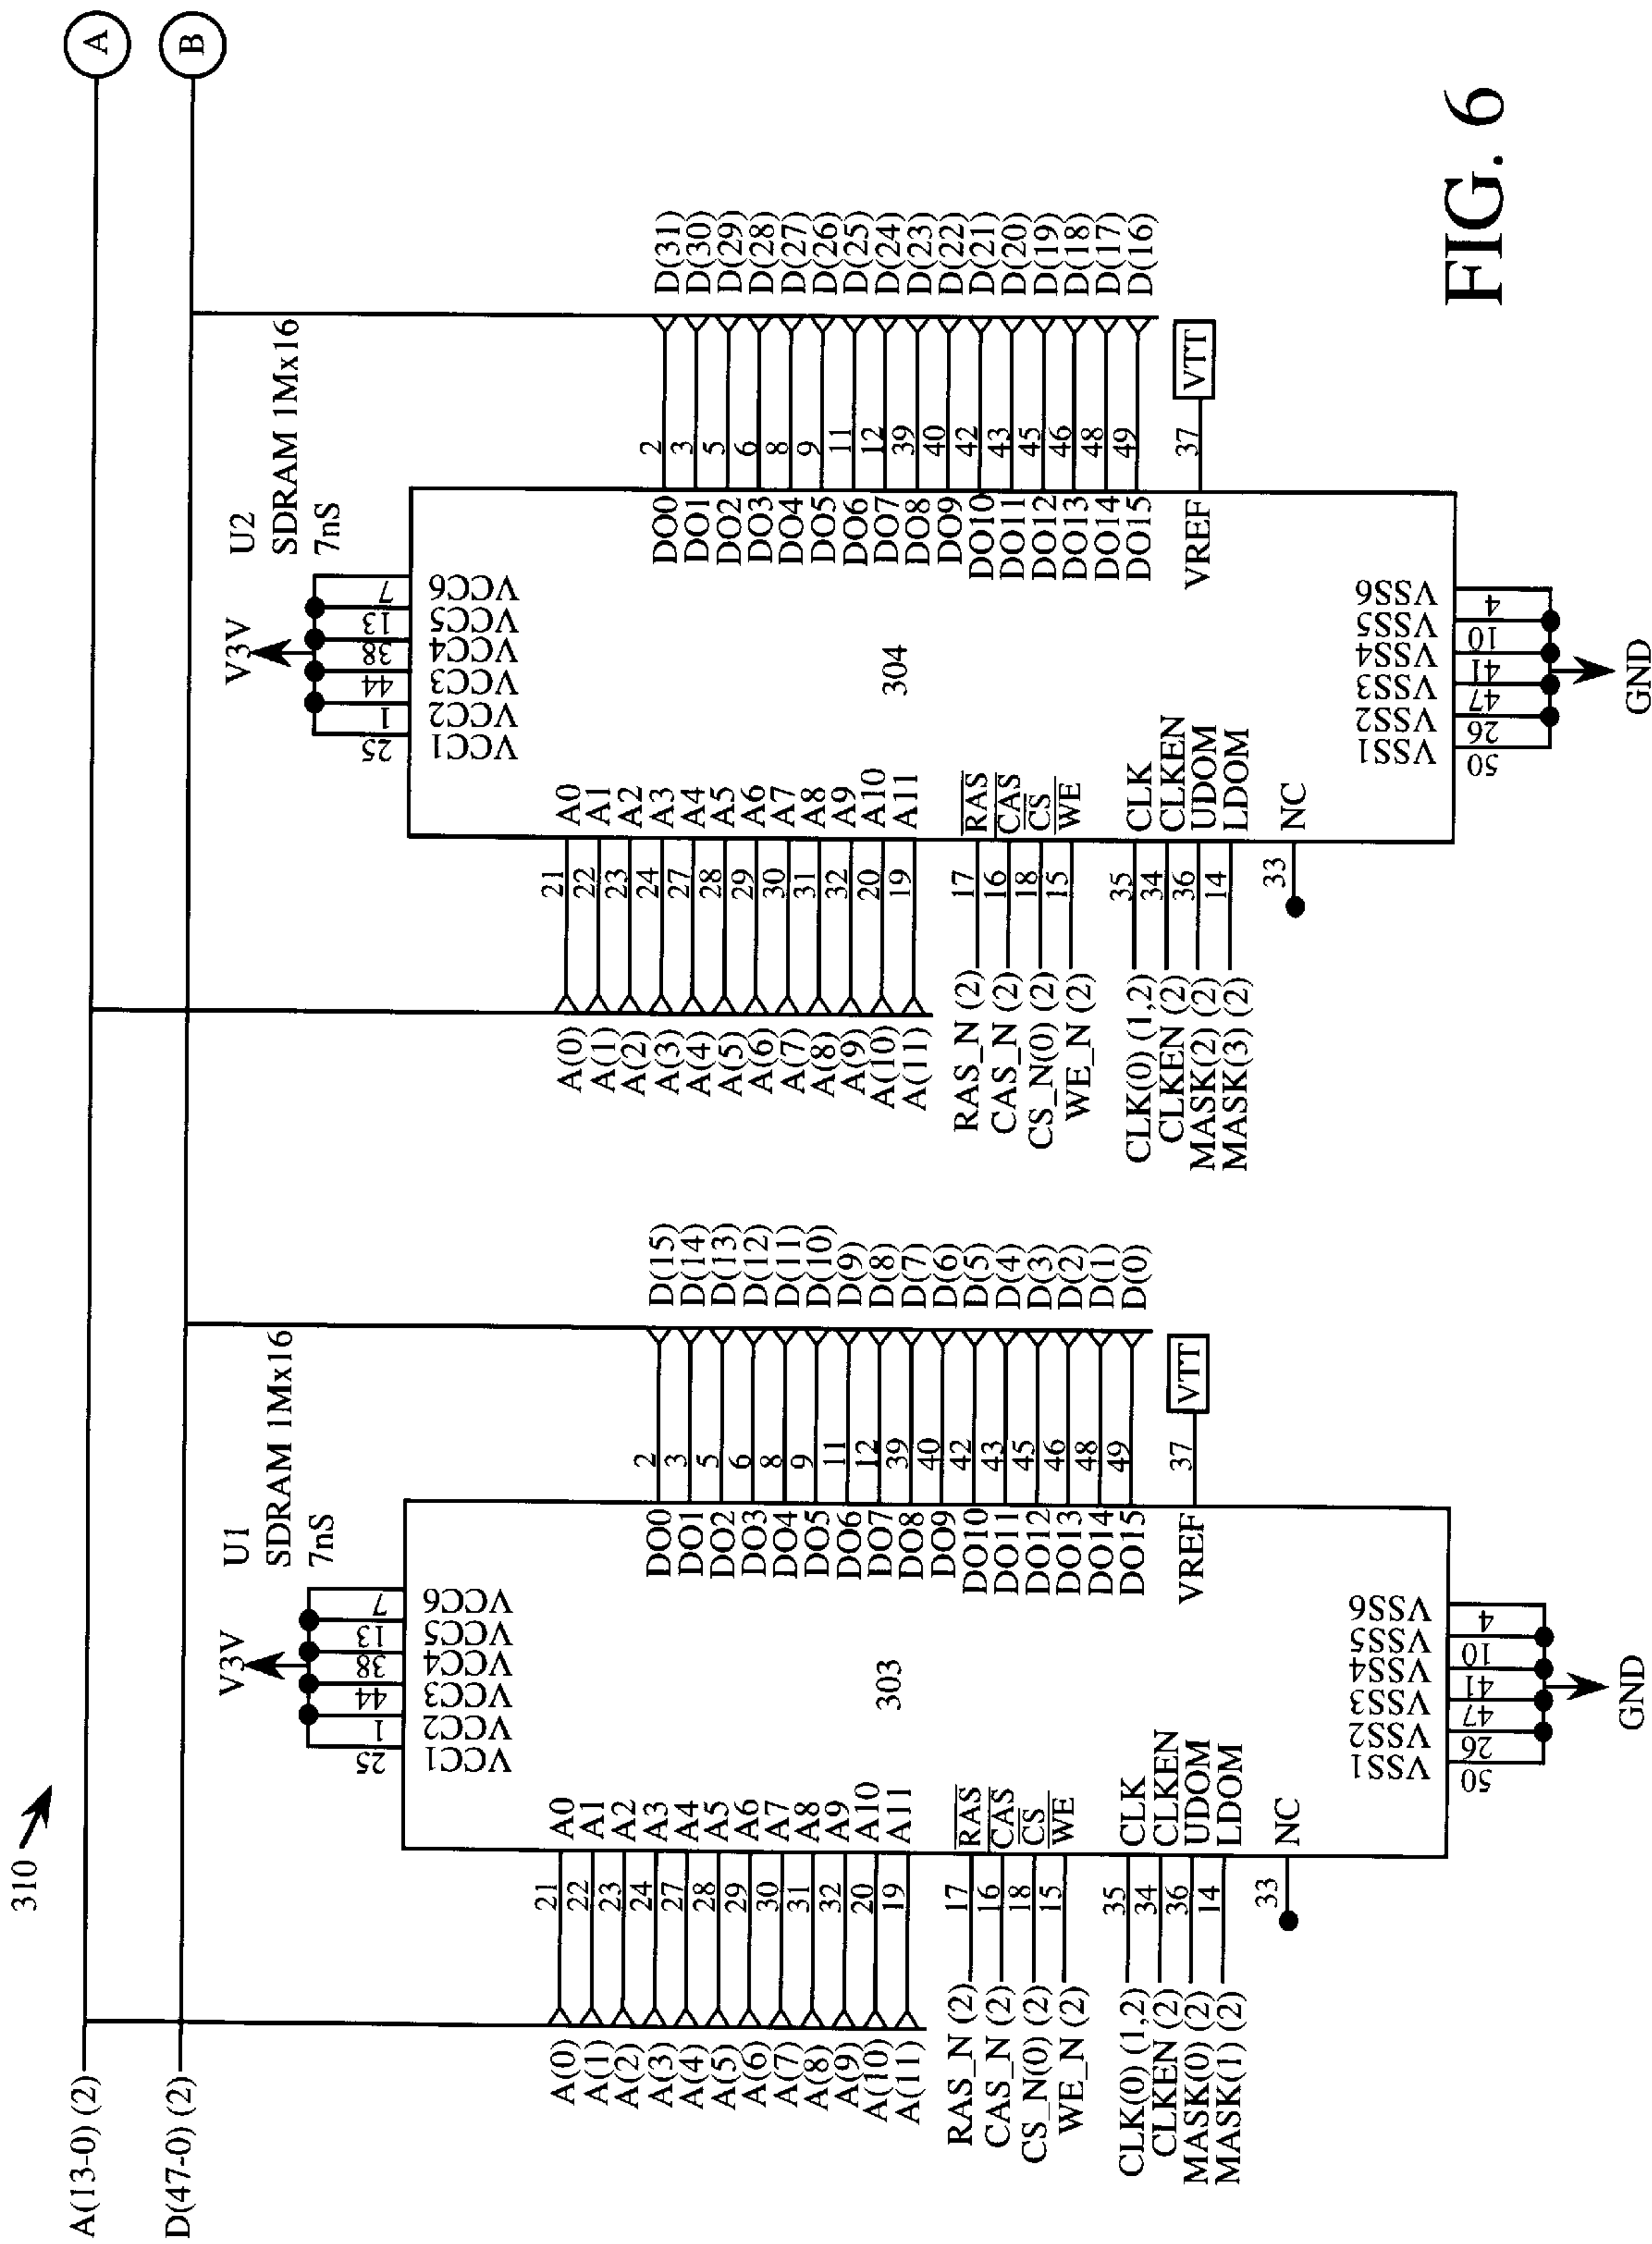 310
A(13-0) (2)
A
D(47-0) (2)
B
U1
SDRAM 1Mx16
7nS
V3V
25 1 44 38 13 7
VCC1 VCC2 VCC3 VCC4 VCC5 VCC6
A(0) 21 A0
A(1) 22 A1
A(2) 23 A2
A(3) 24 A3
A(4) 27 A4
A(5) 28 A5
A(6) 29 A6
A(7) 30 A7
A(8) 31 A8
A(9) 32 A9
A(10) 20 A10
A(11) 19 A11
RAS_N (2) 17 RAS
CAS_N (2) 16 CAS
CS_N(0) (2) 18 CS
WE_N (2) 15 WE
CLK(0) (1,2) 35 CLK
CLKEN (2) 34 CLKEN
MASK(0) (2) 36 UDOM
MASK(1) (2) 14 LDOM
33 NC
303
DO0 2 D(15)
DO1 3 D(14)
DO2 5 D(13)
DO3 6 D(12)
DO4 8 D(11)
DO5 9 D(10)
DO6 11 D(9)
DO7 12 D(8)
DO8 39 D(7)
DO9 40 D(6)
DO10 42 D(5)
DO11 43 D(4)
DO12 45 D(3)
DO13 46 D(2)
DO14 48 D(1)
DO15 49 D(0)
VREF 37 VTT
VSS1 VSS2 VSS3 VSS4 VSS5 VSS6
50 26 47 41 10 4
GND
U2
SDRAM 1Mx16
7nS
V3V
25 1 44 38 13 7
VCC1 VCC2 VCC3 VCC4 VCC5 VCC6
A(0) 21 A0
A(1) 22 A1
A(2) 23 A2
A(3) 24 A3
A(4) 27 A4
A(5) 28 A5
A(6) 29 A6
A(7) 30 A7
A(8) 31 A8
A(9) 32 A9
A(10) 20 A10
A(11) 19 A11
RAS_N (2) 17 RAS
CAS_N (2) 16 CAS
CS_N(0) (2) 18 CS
WE_N (2) 15 WE
CLK(0) (1,2) 35 CLK
CLKEN (2) 34 CLKEN
MASK(2) (2) 36 UDOM
MASK(3) (2) 14 LDOM
33 NC
304
DO0 2 D(31)
DO1 3 D(30)
DO2 5 D(29)
DO3 6 D(28)
DO4 8 D(27)
DO5 9 D(26)
DO6 11 D(25)
DO7 12 D(24)
DO8 39 D(23)
DO9 40 D(22)
DO10 42 D(21)
DO11 43 D(20)
DO12 45 D(19)
DO13 46 D(18)
DO14 48 D(17)
DO15 49 D(16)
VREF 37 VTT
VSS1 VSS2 VSS3 VSS4 VSS5 VSS6
50 26 47 41 10 4
GND
FIG. 6